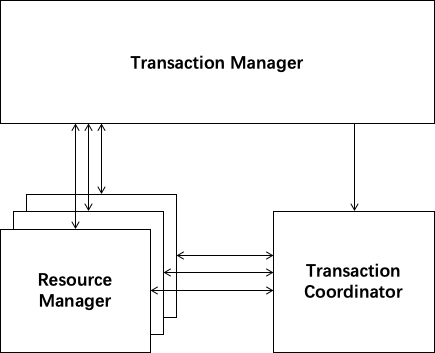 Transaction Manager
Resource
Manager
Transaction
Coordinator